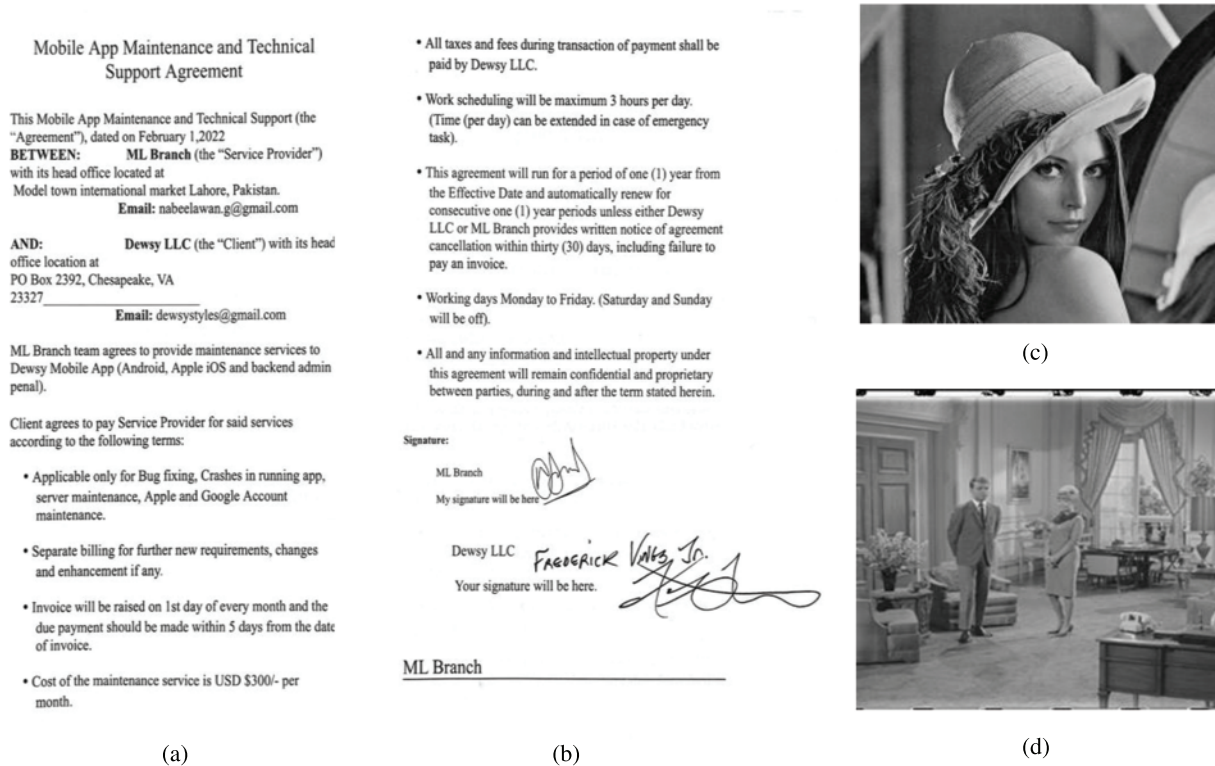 Mobile App Maintenance and Technical
Support Agreement
This Mobile App Maintenance and Technical Support (the
“Agreement”), dated on February 1,2022
BETWEEN: ML Branch (the “Service Provider”)
with its head office located at
Model town international market Lahore, Pakistan.
Email: nabeelawan.g@gmail.com
AND: Dewsy LLC (the “Client”) with its head
office location at
PO Box 2392, Chesapeake, VA
23327
Email: dewsystyles@gmail.com
ML Branch team agrees to provide maintenance services to
Dewsy Mobile App (Android, Apple iOS and backend admin
penal).
Client agrees to pay Service Provider for said services
according to the following terms:
• Applicable only for Bug fixing, Crashes in running app,
server maintenance, Apple and Google Account
maintenance.
• Separate billing for further new requirements, changes
and enhancement if any.
• Invoice will be raised on 1st day of every month and the
due payment should be made within 5 days from the date
of invoice.
• Cost of the maintenance service is USD $300/- per
month.
(a)
• All taxes and fees during transaction of payment shall be
paid by Dewsy LLC.
• Work scheduling will be maximum 3 hours per day.
(Time (per day) can be extended in case of emergency
task).
• This agreement will run for a period of one (1) year from
the Effective Date and automatically renew for
consecutive one (1) year periods unless either Dewsy
LLC or ML Branch provides written notice of agreement
cancellation within thirty (30) days, including failure to
pay an invoice.
• Working days Monday to Friday. (Saturday and Sunday
will be off).
• All and any information and intellectual property under
this agreement will remain confidential and proprietary
between parties, during and after the term stated herein.
Signature:
ML Branch
My signature will be here
Dewsy LLC FREDERICK Jr.
Your signature will be here.
ML Branch
(b)
(c)
(d)